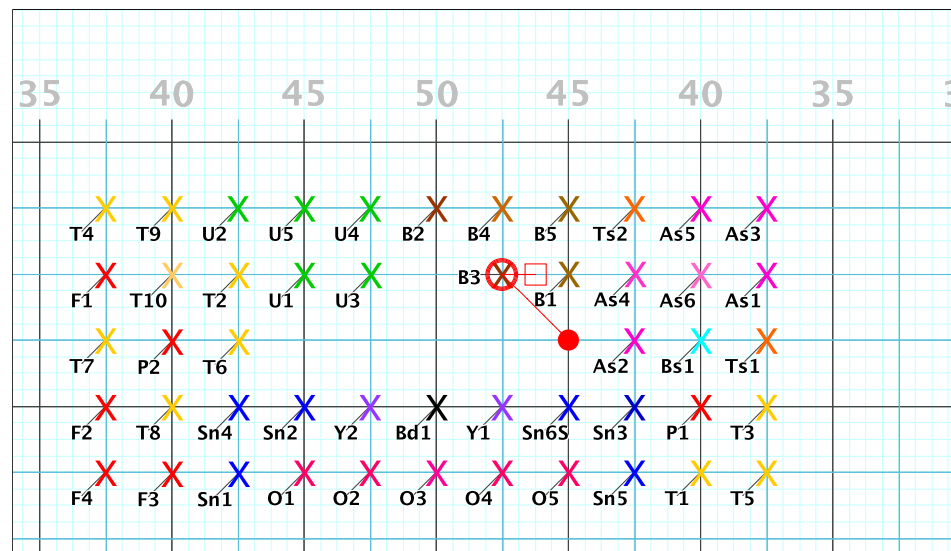 35 40 45 50 45 40 35
T4 T9 U2 U5 U4 B2 B4 B5 Ts2 As5 As3
F1 T10 T2 U1 U3 B3 B1 As4 As6 As1
T7 P2 T6 As2 Bs1 Ts1
F2 T8 Sn4 Sn2 Y2 Bd1 Y1 Sn6S Sn3 P1 T3
F4 F3 Sn1 O1 O2 O3 O4 O5 Sn5 T1 T5